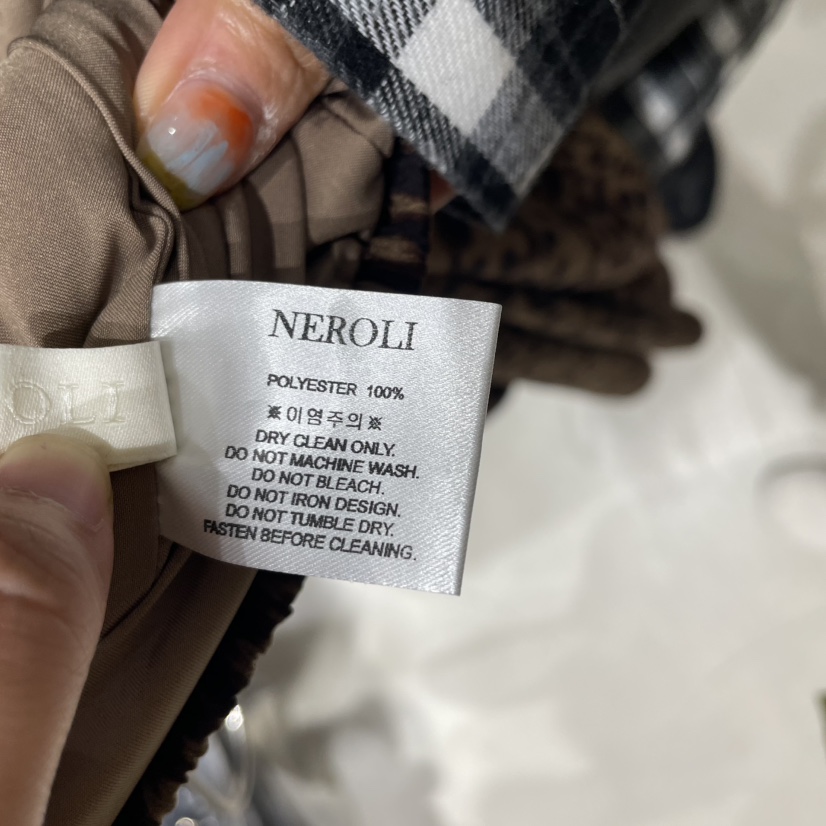 NEROLI
POLYESTER 100%
※이염주의※
DRY CLEAN ONLY.
DO NOT MACHINE WASH.
DO NOT BLEACH.
DO NOT IRON DESIGN.
DO NOT TUMBLE DRY.
FASTEN BEFORE CLEANING.
OLI